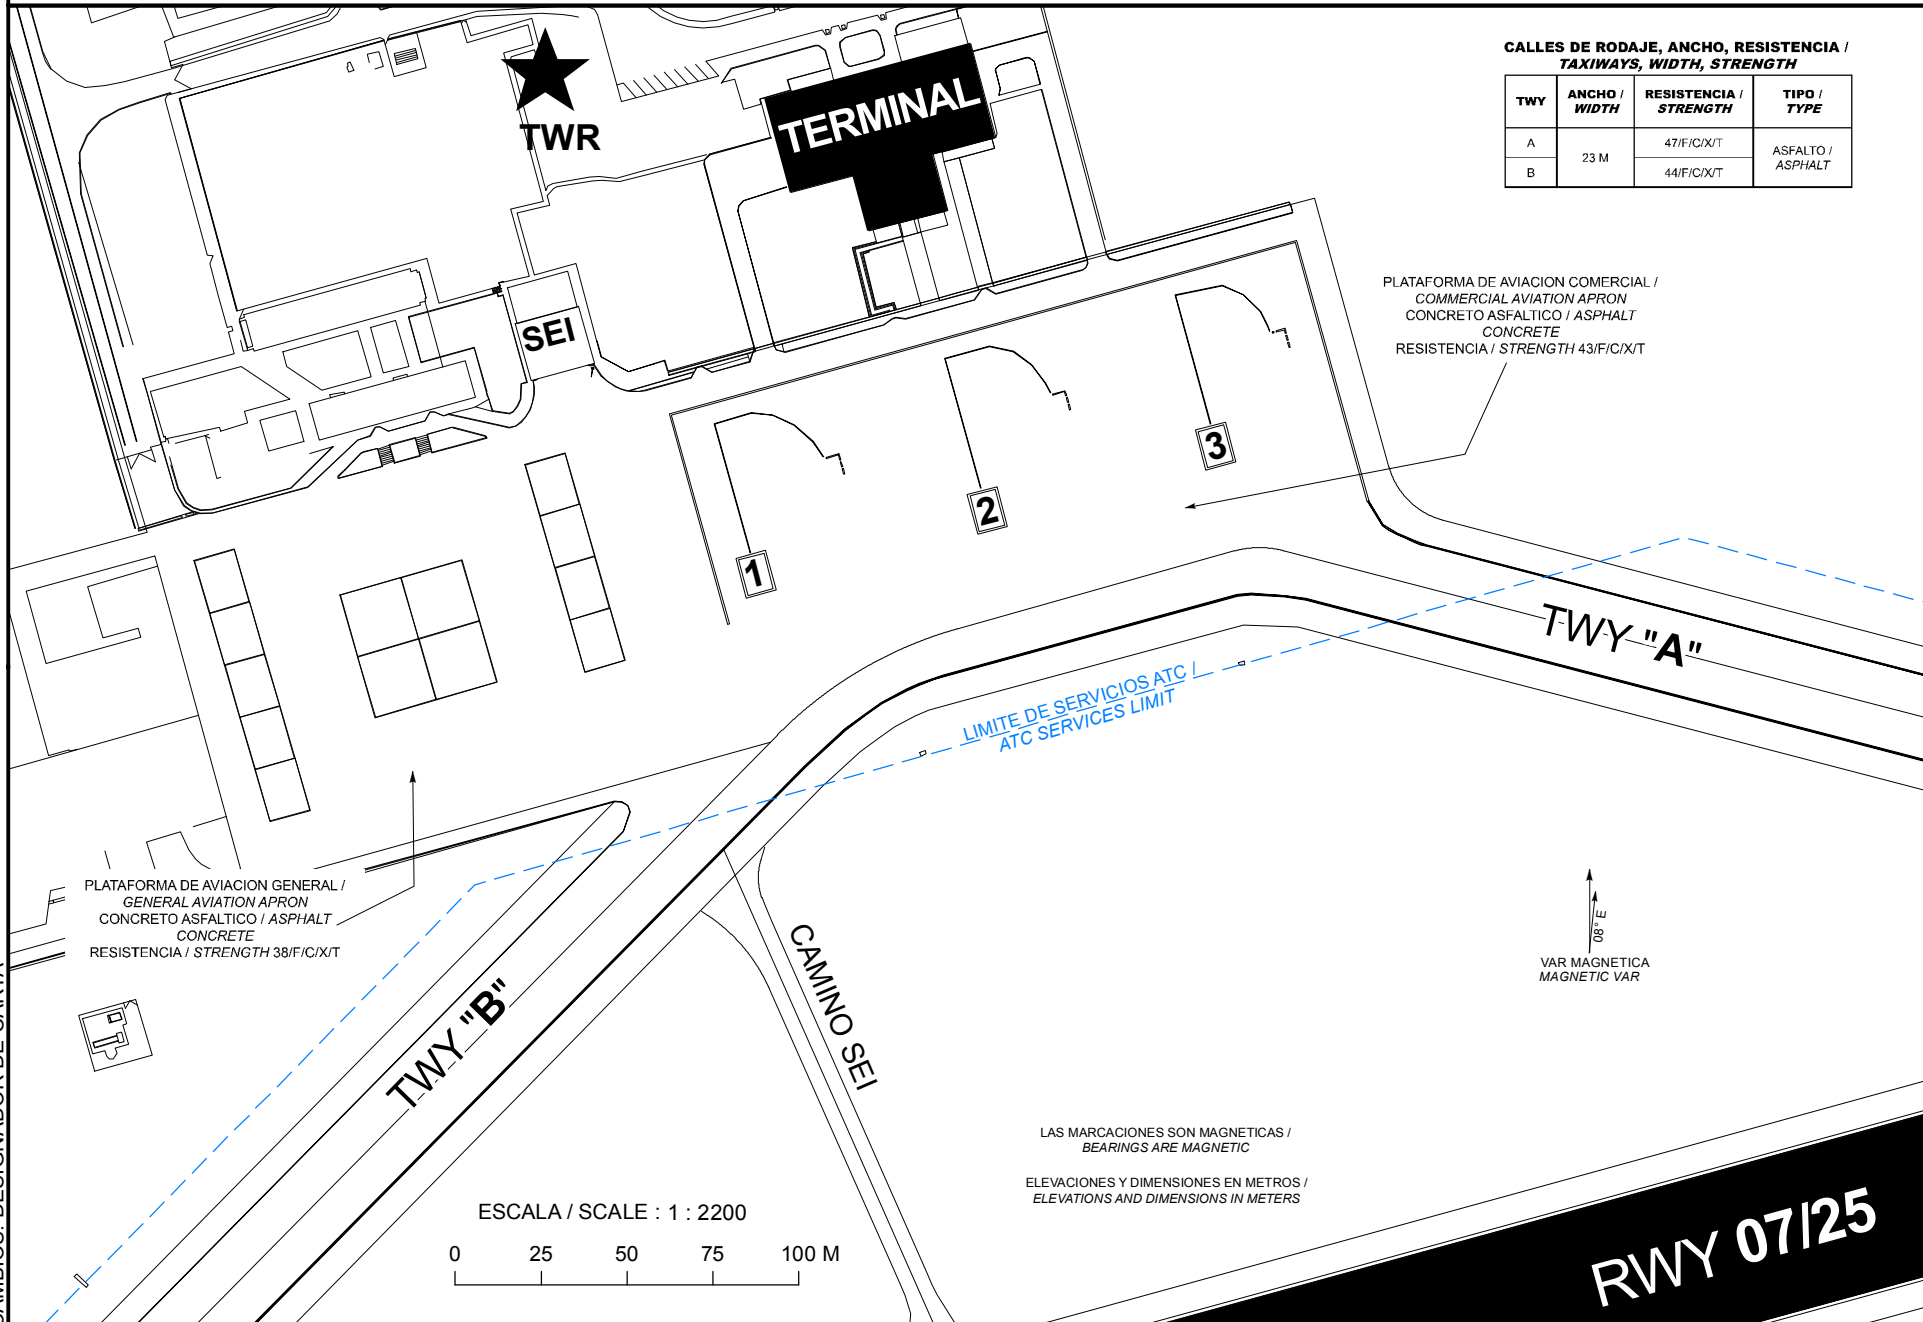 CALLES DE RODAJE, ANCHO, RESISTENCIA /
TAXIWAYS, WIDTH, STRENGTH
TWY
ANCHO /
WIDTH
RESISTENCIA /
STRENGTH
TIPO /
TYPE
A
23 M
47/F/C/X/T
ASFALTO /
ASPHALT
B
44/F/C/X/T
TWR
TERMINAL
SEI
PLATAFORMA DE AVIACION COMERCIAL /
COMMERCIAL AVIATION APRON
CONCRETO ASFALTICO / ASPHALT
CONCRETE
RESISTENCIA / STRENGTH 43/F/C/X/T
1
2
3
TWY "A"
LIMITE DE SERVICIOS ATC /
ATC SERVICES LIMIT
PLATAFORMA DE AVIACION GENERAL /
GENERAL AVIATION APRON
CONCRETO ASFALTICO / ASPHALT
CONCRETE
RESISTENCIA / STRENGTH 38/F/C/X/T
TWY "B"
CAMINO SEI
08° E
VAR MAGNETICA
MAGNETIC VAR
LAS MARCACIONES SON MAGNETICAS /
BEARINGS ARE MAGNETIC
ELEVACIONES Y DIMENSIONES EN METROS /
ELEVATIONS AND DIMENSIONS IN METERS
ESCALA / SCALE : 1 : 2200
0 25 50 75 100 M
RWY 07/25